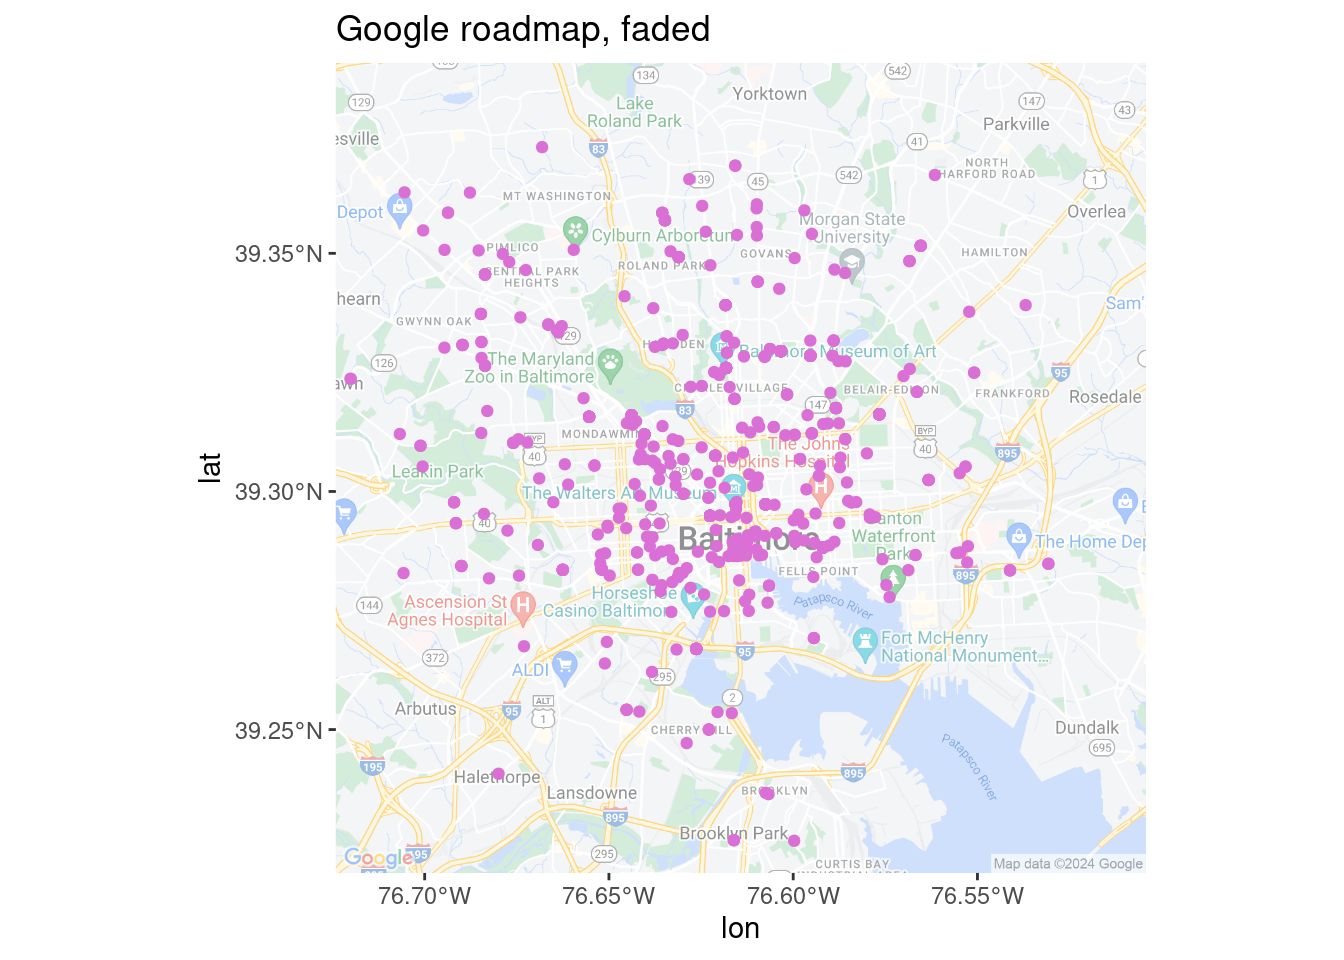 Google roadmap, faded
134
542
Yorktown
129
Lake
Roland Park
147
43
Parkville
esville
41
83
NORTH
HARFORD ROAD
1
139
45
542
MT WASHINGTON
Depot
Overlea
Morgan State
University
Cylburn Arboretum
PIMLICO
39.35°N
GOVANS
HAMILTON
ROLAND PARK
CENTRAL PARK
HEIGHTS
hearn
Sam'
GWYNN OAK
129
Baltimore Museum of Art
The Maryland
Zoo in Baltimore
126
95
awn
CHARLES VILLAGE
BELAIR-EDISON
FRANKFORD
Rosedale
83
147
MONDAWMIN
BYP
40
BYP
40
The Johns
Hopkins Hospital
895
Leakin Park
lat
39.30°N
The Walters Art Museum
40
Canton
Waterfront
Park
Baltimore
The Home Dep
FELLS POINT
895
144
Ascension St
Agnes Hospital
Horseshoe
Casino Baltimore
Patapsco River
Fort McHenry
National Monument...
372
95
ALDI
295
2
ALT
1
95
Arbutus
39.25°N
CHERRY HILL
Dundalk
695
Patapsco
River
195
895
Halethorpe
Lansdowne
BROOKLYN
895
Brooklyn Park
Google
95
295
CURTIS BAY
INDUSTRIAL AREA
Map data ©2024 Google
76.70°W
76.65°W
76.60°W
76.55°W
lon